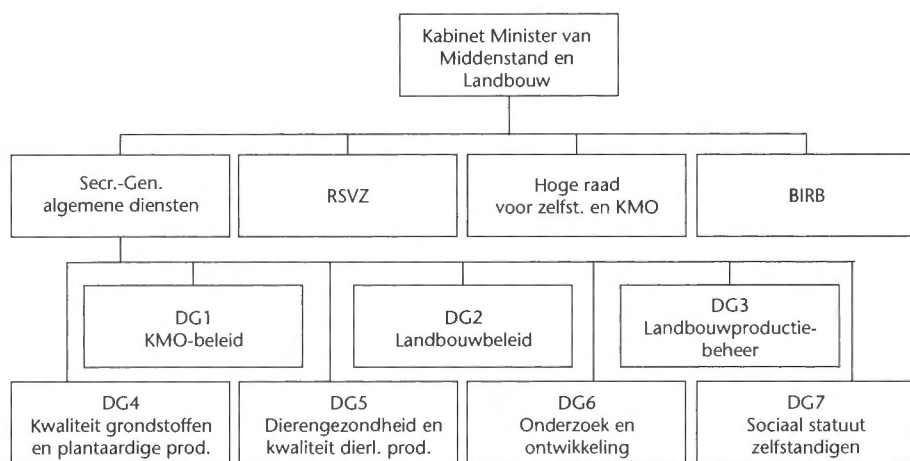 Kabinet Minister van
Middenstand en
Landbouw
Secr.-Gen.
algemene diensten
RSVZ
Hoge raad
voor zelfst. en KMO
BIRB
DG1
KMO-beleid
DG2
Landbouwbeleid
DG3
Landbouwproductie-
beheer
DG4
Kwaliteit grondstoffen
en plantaardige prod.
DG5
Dierengezondheid en
kwaliteit dierl. prod.
DG6
Onderzoek en
ontwikkeling
DG7
Sociaal statuut
zelfstandigen